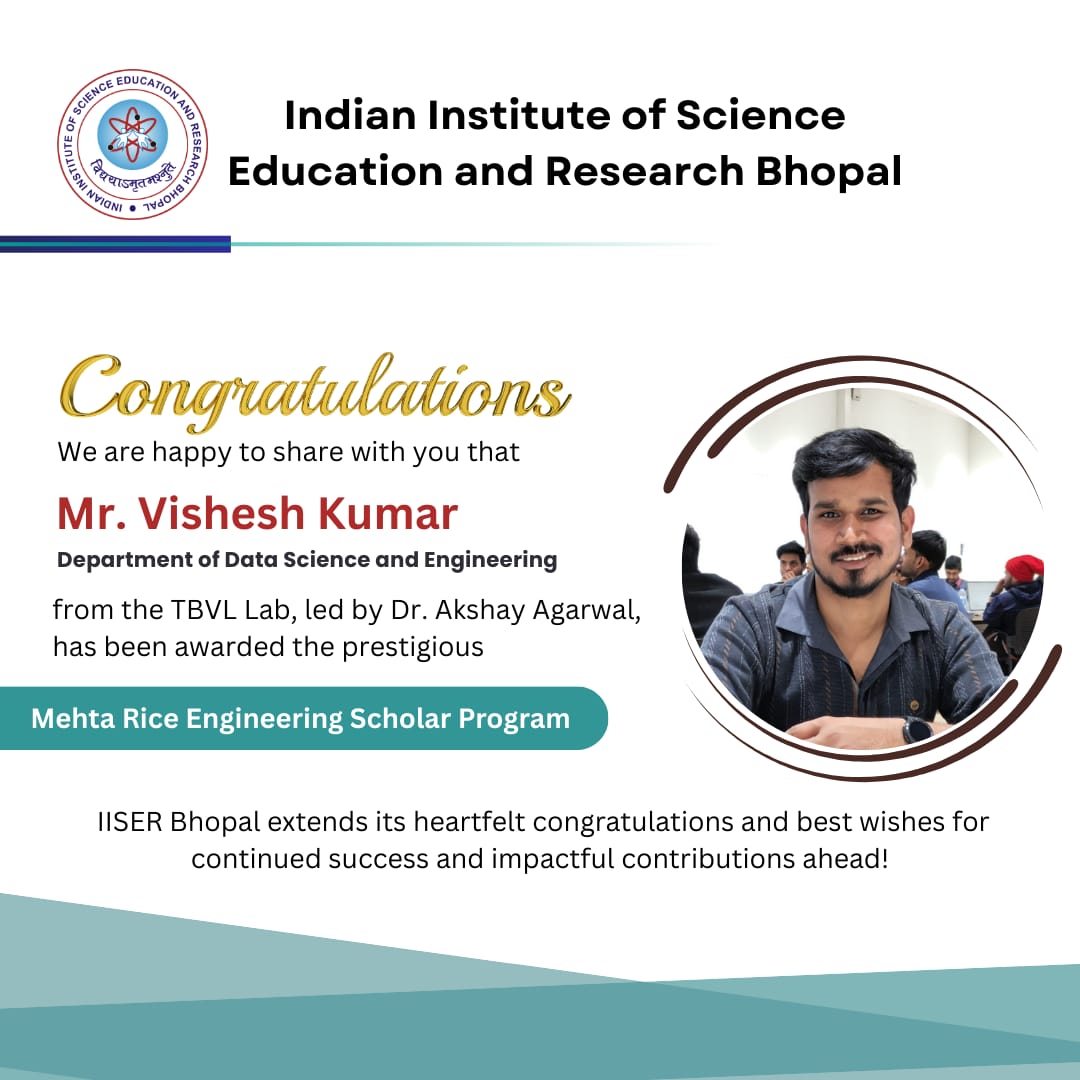 INDIAN INSTITUTE OF SCIENCE EDUCATION AND RESEARCH BHOPAL
विद्ययाऽमृतमश्नुते
Indian Institute of Science
Education and Research Bhopal
Congratulations
We are happy to share with you that
Mr. Vishesh Kumar
Department of Data Science and Engineering
from the TBVL Lab, led by Dr. Akshay Agarwal,
has been awarded the prestigious
Mehta Rice Engineering Scholar Program
IISER Bhopal extends its heartfelt congratulations and best wishes for
continued success and impactful contributions ahead!